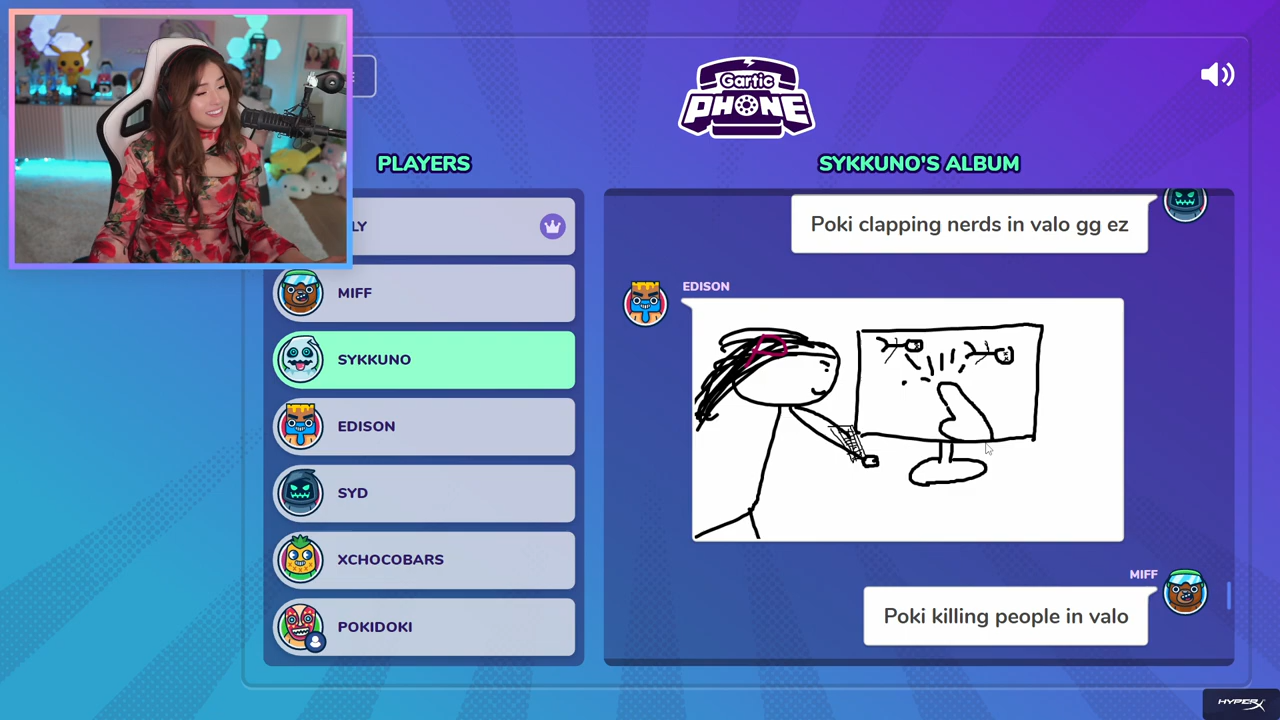 Gartic
PHONE
PLAYERS
SYKKUNO'S ALBUM
LY
MIFF
SYKKUNO
EDISON
SYD
XCHOCOBARS
POKIDOKI
Poki clapping nerds in valo gg ez
EDISON
MIFF
Poki killing people in valo
HYPERX